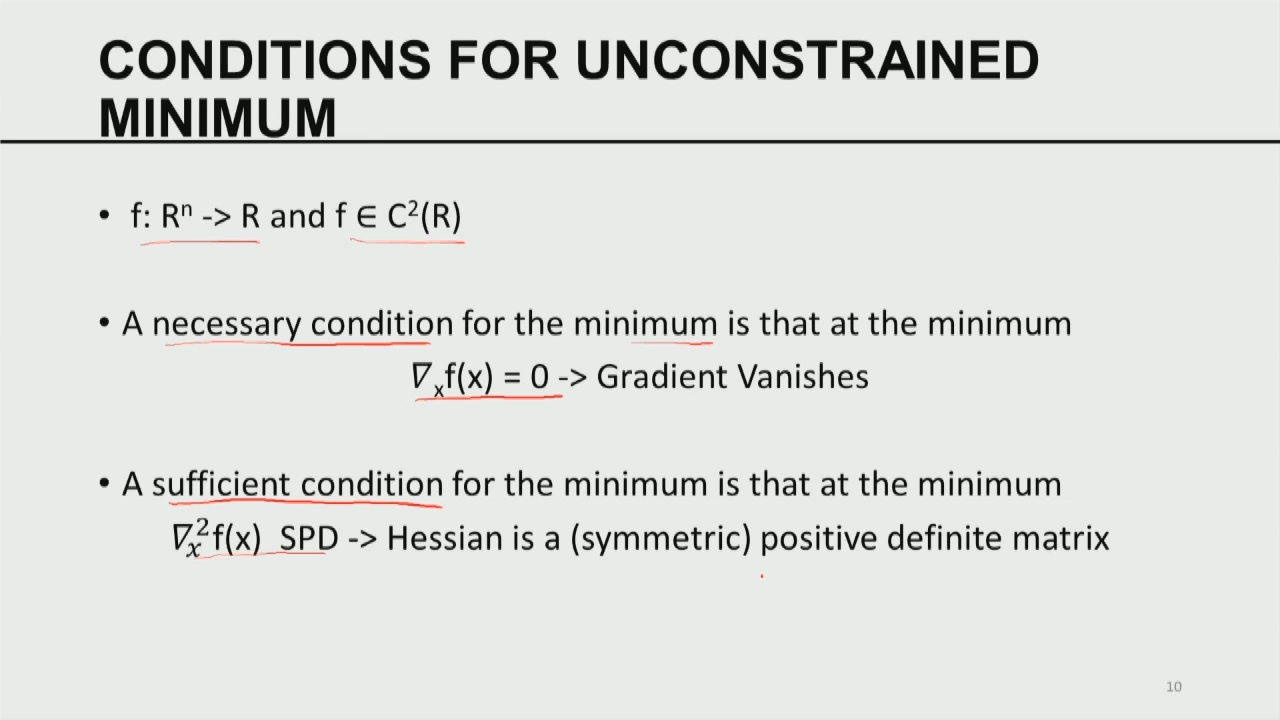 CONDITIONS FOR UNCONSTRAINED
MINIMUM
• f: Rⁿ -> R and f ∈ C²(R)
• A necessary condition for the minimum is that at the minimum
∇ₓf(x) = 0 -> Gradient Vanishes
• A sufficient condition for the minimum is that at the minimum
∇²ₓf(x) SPD -> Hessian is a (symmetric) positive definite matrix
10